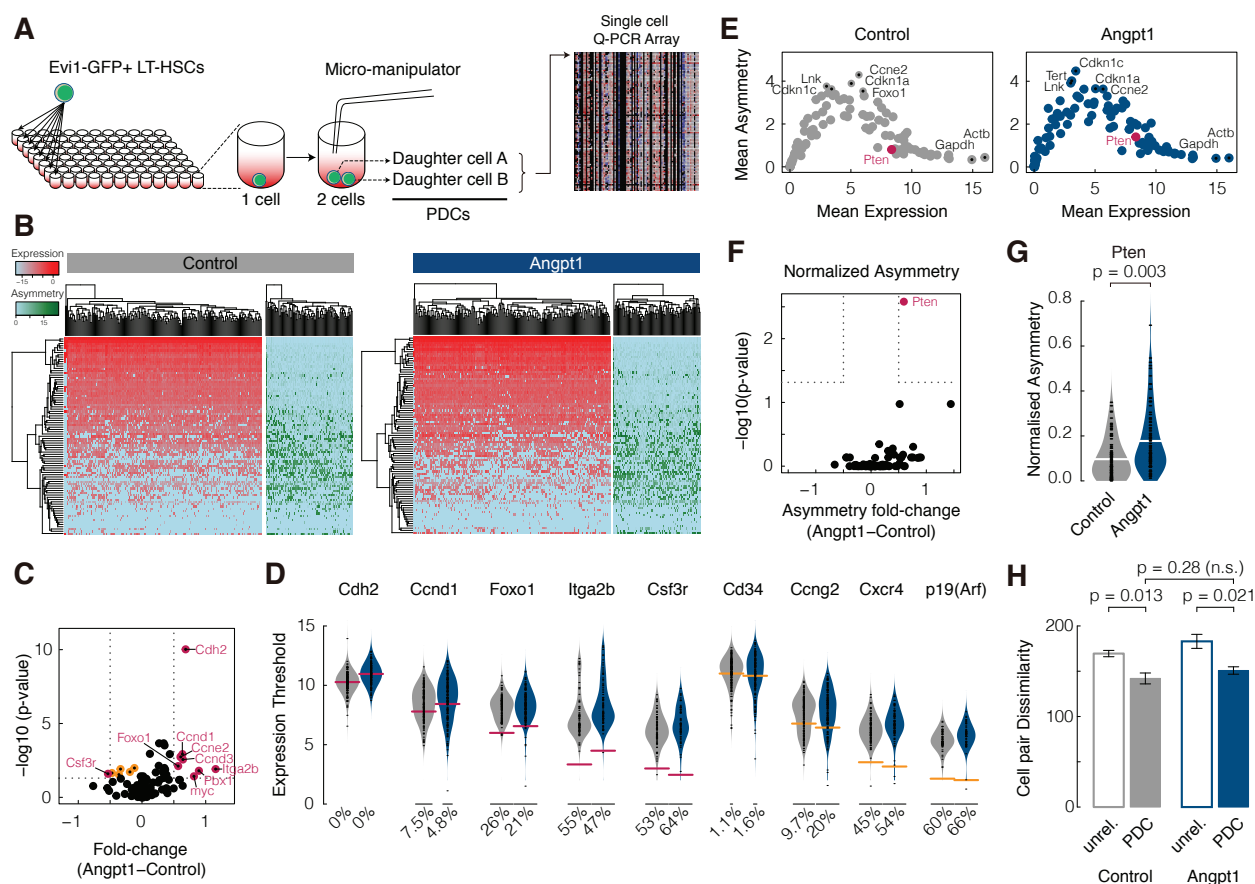 A
Evi1-GFP+ LT-HSCs
Micro-manipulator
Single cell
Q-PCR Array
Daughter cell A
Daughter cell B
1 cell
2 cells
PDCs
B
Expression
−15 0
Asymmetry
0 15
Control
Angpt1
C
−log10 (p-value)
10
5
0
Cdh2
Foxo1
Ccnd1
Ccne2
Ccnd3
Csf3r
Itga2b
Pbx1
myc
−1 0 1
Fold-change
(Angpt1−Control)
D
Cdh2 Ccnd1 Foxo1 Itga2b Csf3r Cd34 Ccng2 Cxcr4 p19(Arf)
Expression Threshold
15
10
5
0
0% 0% 7.5% 4.8% 26% 21% 55% 47% 53% 64% 1.1% 1.6% 9.7% 20% 45% 54% 60% 66%
E
Control
Mean Asymmetry
6
4
2
0
Lnk
Cdkn1c
Ccne2
Cdkn1a
Foxo1
Pten
Actb
Gapdh
0 5 10 15
Mean Expression
Angpt1
6
4
2
0
Cdkn1c
Tert
Lnk
Cdkn1a
Ccne2
Pten
Actb
Gapdh
0 5 10 15
Mean Expression
F
Normalized Asymmetry
−log10(p-value)
2
1
0
Pten
−1 0 1
Asymmetry fold-change
(Angpt1−Control)
G
Pten
p = 0.003
Normalised Asymmetry
0.8
0.6
0.4
0.2
0.0
Control
Angpt1
H
p = 0.28 (n.s.)
p = 0.013
p = 0.021
Cell pair Dissimilarity
200
100
0
unrel. PDC unrel. PDC
Control Angpt1